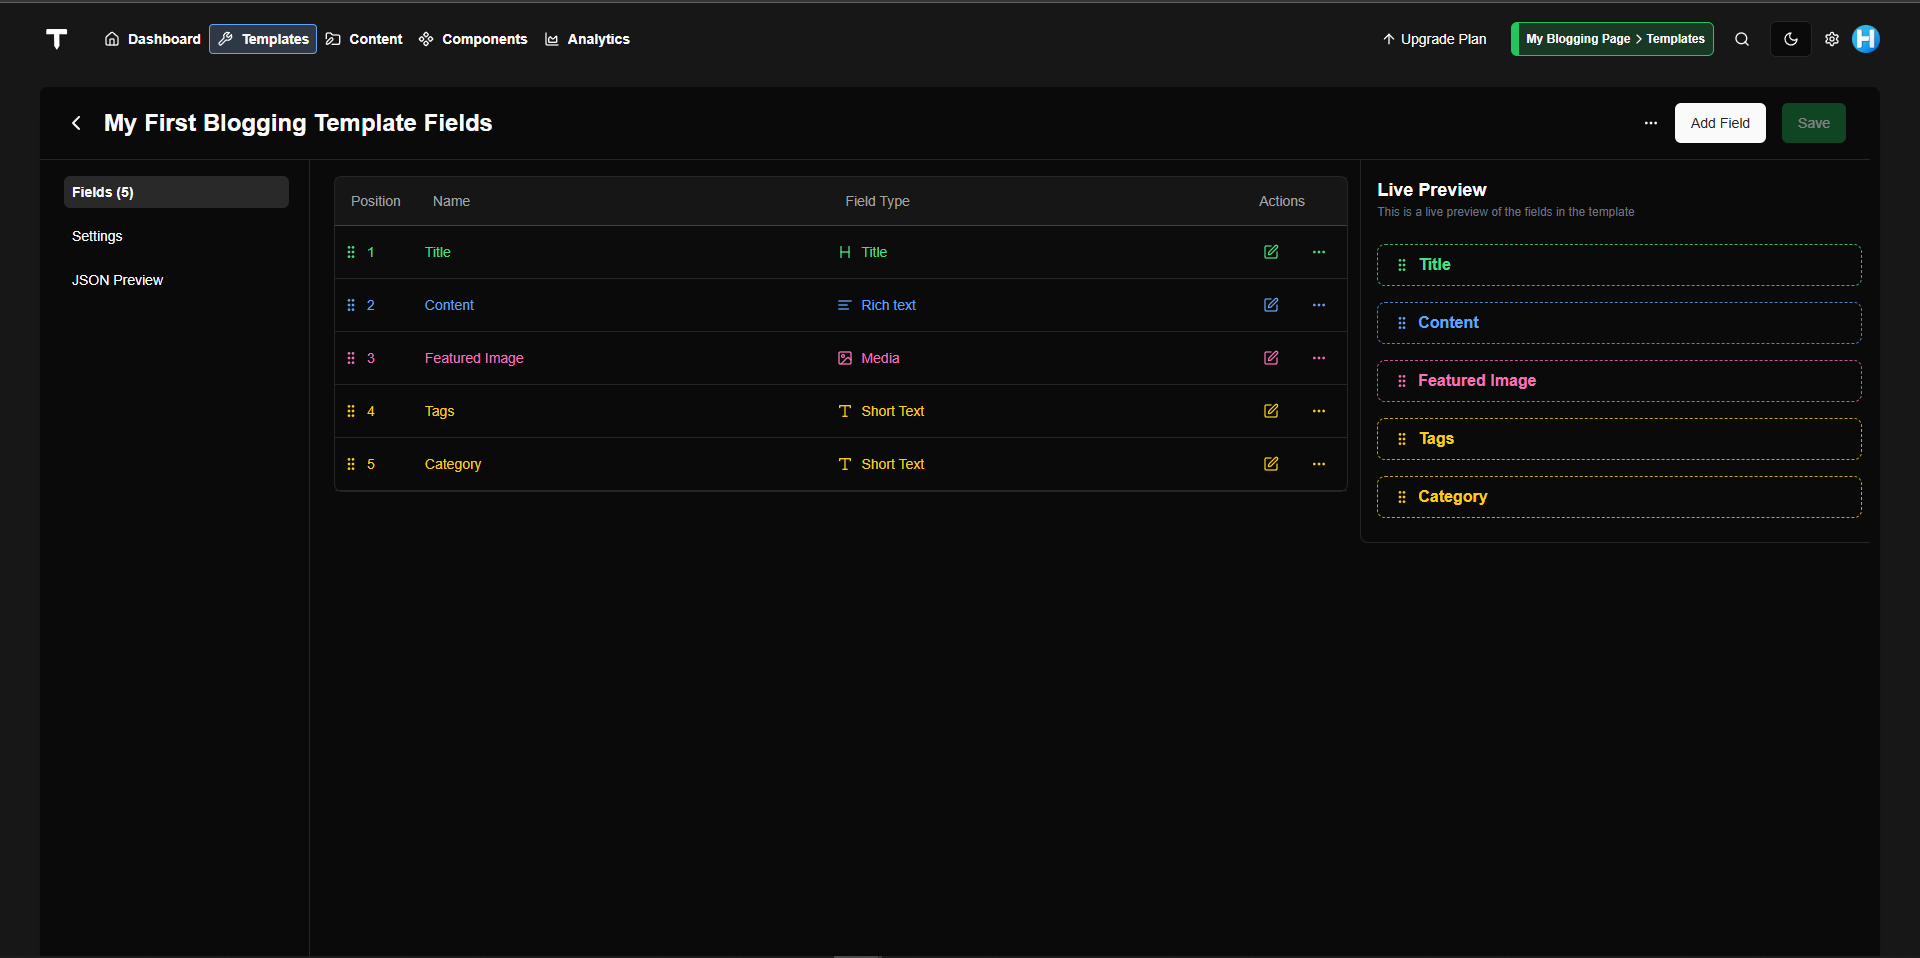 Dashboard Templates Content Components Analytics Upgrade Plan My Blogging Page > Templates
My First Blogging Template Fields Add Field Save
Fields (5)
Settings
JSON Preview
Position Name Field Type Actions
1 Title Title
2 Content Rich text
3 Featured Image Media
4 Tags Short Text
5 Category Short Text
Live Preview
This is a live preview of the fields in the template
Title
Content
Featured Image
Tags
Category